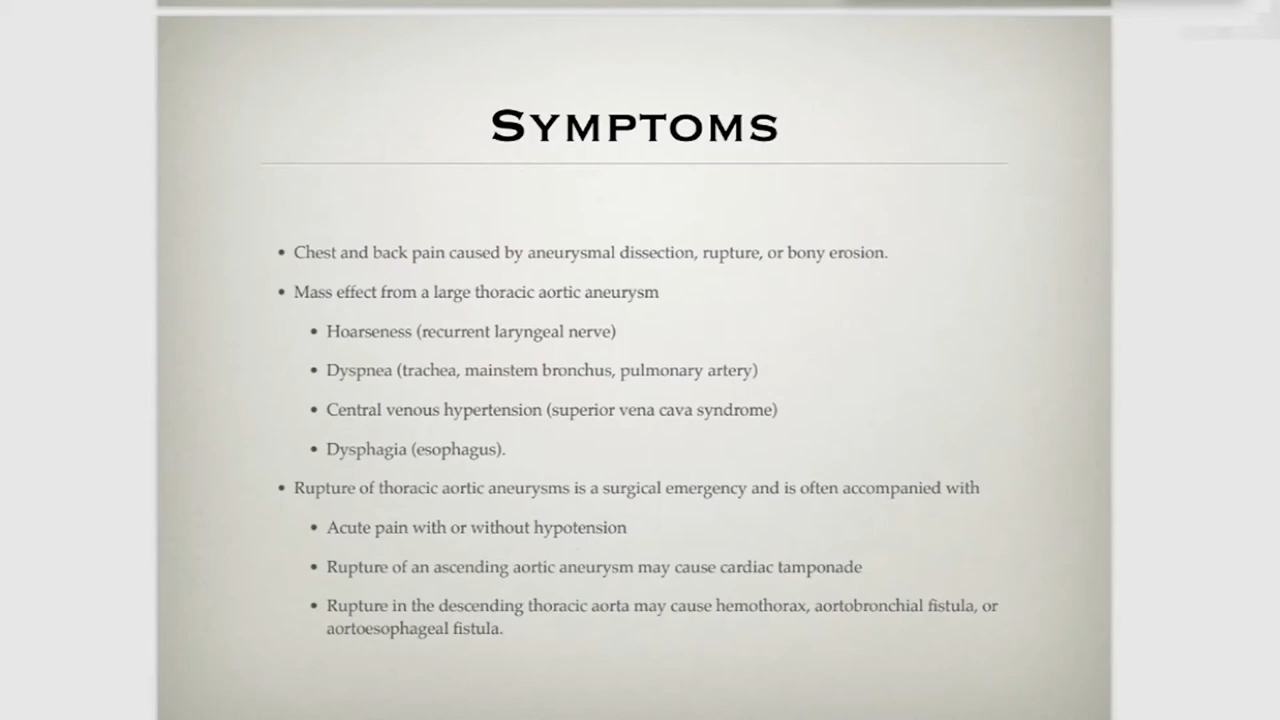 SYMPTOMS
• Chest and back pain caused by aneurysmal dissection, rupture, or bony erosion.
• Mass effect from a large thoracic aortic aneurysm
• Hoarseness (recurrent laryngeal nerve)
• Dyspnea (trachea, mainstem bronchus, pulmonary artery)
• Central venous hypertension (superior vena cava syndrome)
• Dysphagia (esophagus).
• Rupture of thoracic aortic aneurysms is a surgical emergency and is often accompanied with
• Acute pain with or without hypotension
• Rupture of an ascending aortic aneurysm may cause cardiac tamponade
• Rupture in the descending thoracic aorta may cause hemothorax, aortobronchial fistula, or
aortoesophageal fistula.